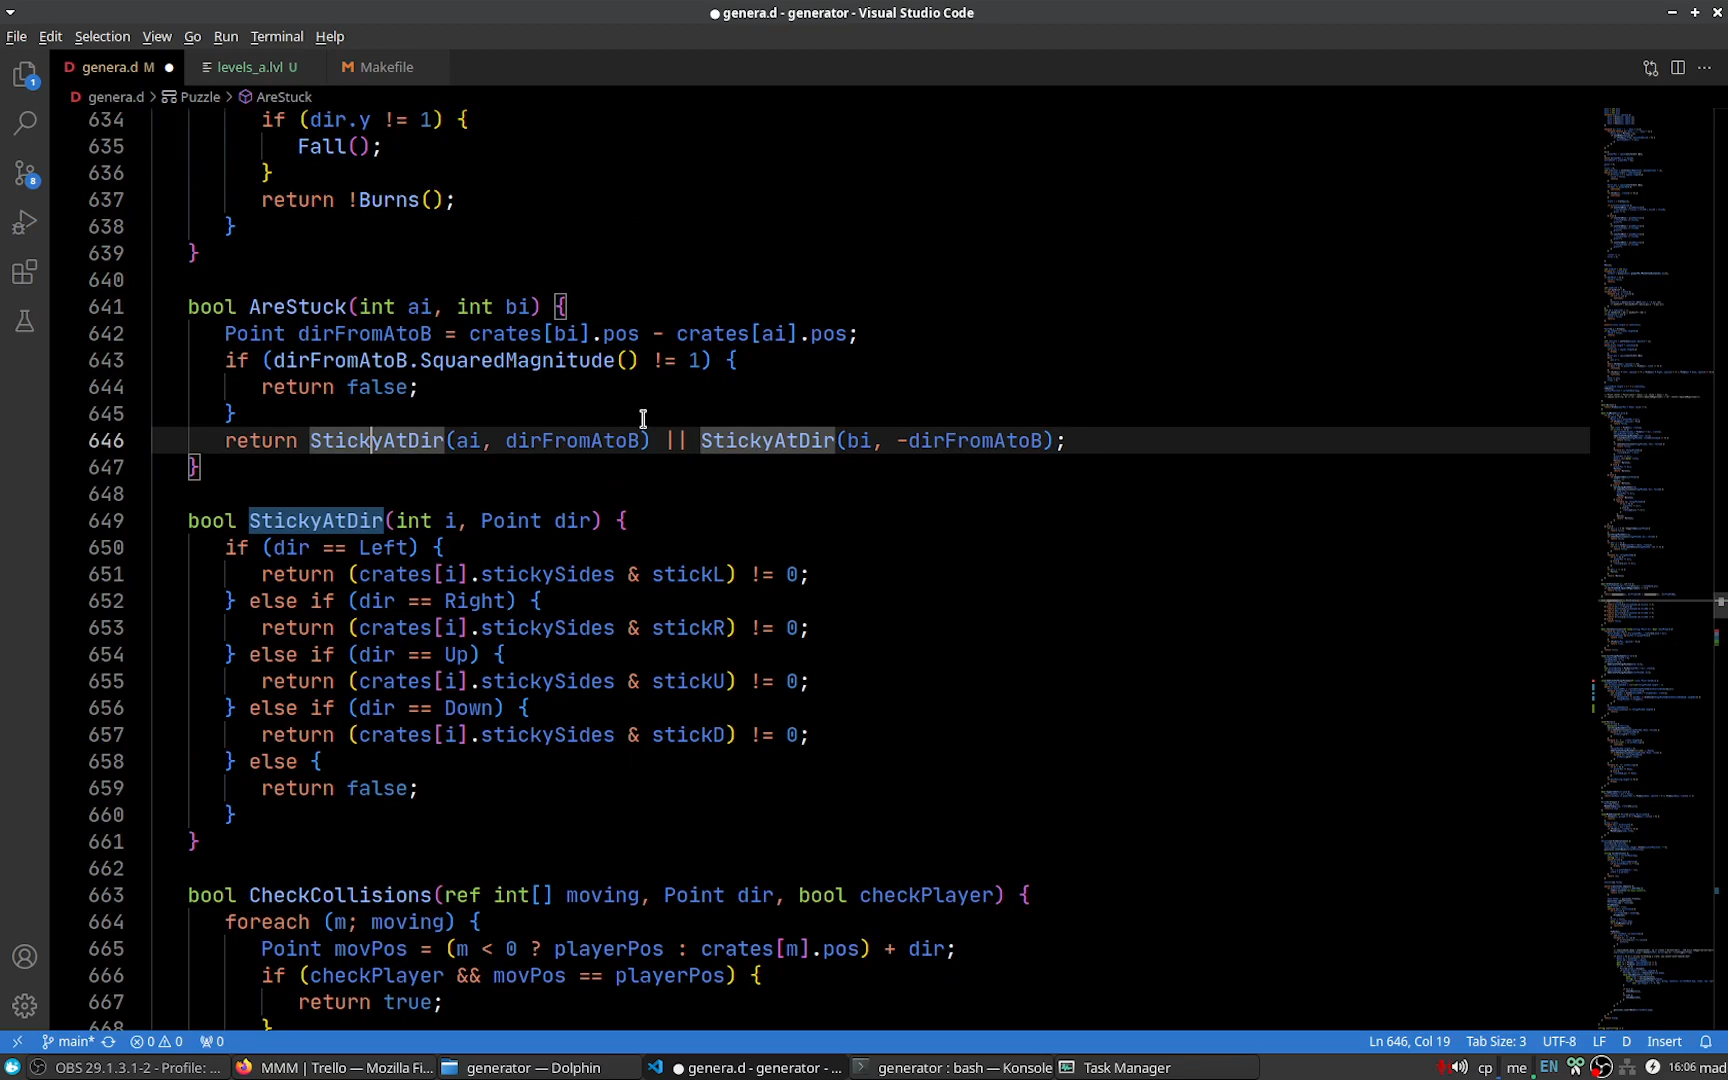 genera.d - generator - Visual Studio Code
File Edit Selection View Go Run Terminal Help
D genera.d M levels_a.lvl U M Makefile
D genera.d > Puzzle > AreStuck
634 if (dir.y != 1) {
635 Fall();
636 }
637 return !Burns();
638 }
639 }
640
641 bool AreStuck(int ai, int bi) {
642 Point dirFromAtoB = crates[bi].pos - crates[ai].pos;
643 if (dirFromAtoB.SquaredMagnitude() != 1) {
644 return false;
645 }
646 return StickyAtDir(ai, dirFromAtoB) || StickyAtDir(bi, -dirFromAtoB);
647 }
648
649 bool StickyAtDir(int i, Point dir) {
650 if (dir == Left) {
651 return (crates[i].stickySides & stickL) != 0;
652 } else if (dir == Right) {
653 return (crates[i].stickySides & stickR) != 0;
654 } else if (dir == Up) {
655 return (crates[i].stickySides & stickU) != 0;
656 } else if (dir == Down) {
657 return (crates[i].stickySides & stickD) != 0;
658 } else {
659 return false;
660 }
661 }
662
663 bool CheckCollisions(ref int[] moving, Point dir, bool checkPlayer) {
664 foreach (m; moving) {
665 Point movPos = (m < 0 ? playerPos : crates[m].pos) + dir;
666 if (checkPlayer && movPos == playerPos) {
667 return true;
668 }
1
8
main* 0 0 0 Ln 646, Col 19 Tab Size: 3 UTF-8 LF D Insert
OBS 29.1.3.1-2 - Profile: ... MMM | Trello — Mozilla Fi... generator — Dolphin genera.d - generator - ... generator : bash — Konsole Task Manager cp me EN 16:06 mad